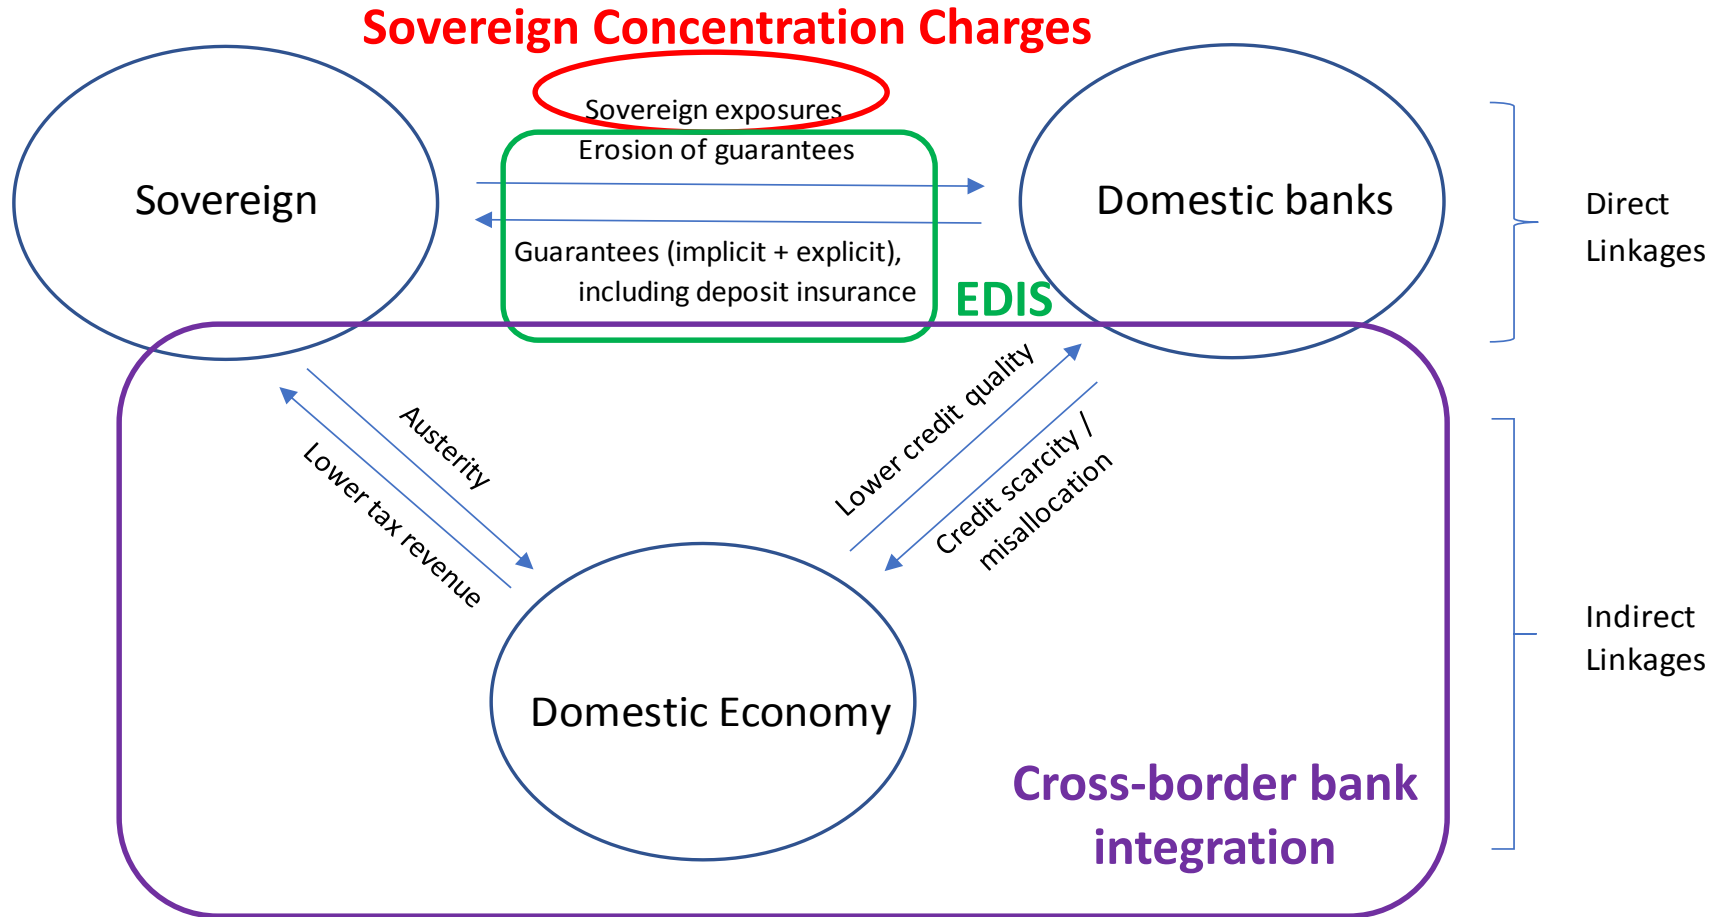 Sovereign Concentration Charges
Sovereign exposures
Erosion of guarantees
Sovereign
Domestic banks
Guarantees (implicit + explicit),
including deposit insurance
EDIS
Direct
Linkages
Austerity
Lower tax revenue
Lower credit quality
Credit scarcity /
misallocation
Domestic Economy
Indirect
Linkages
Cross-border bank
integration